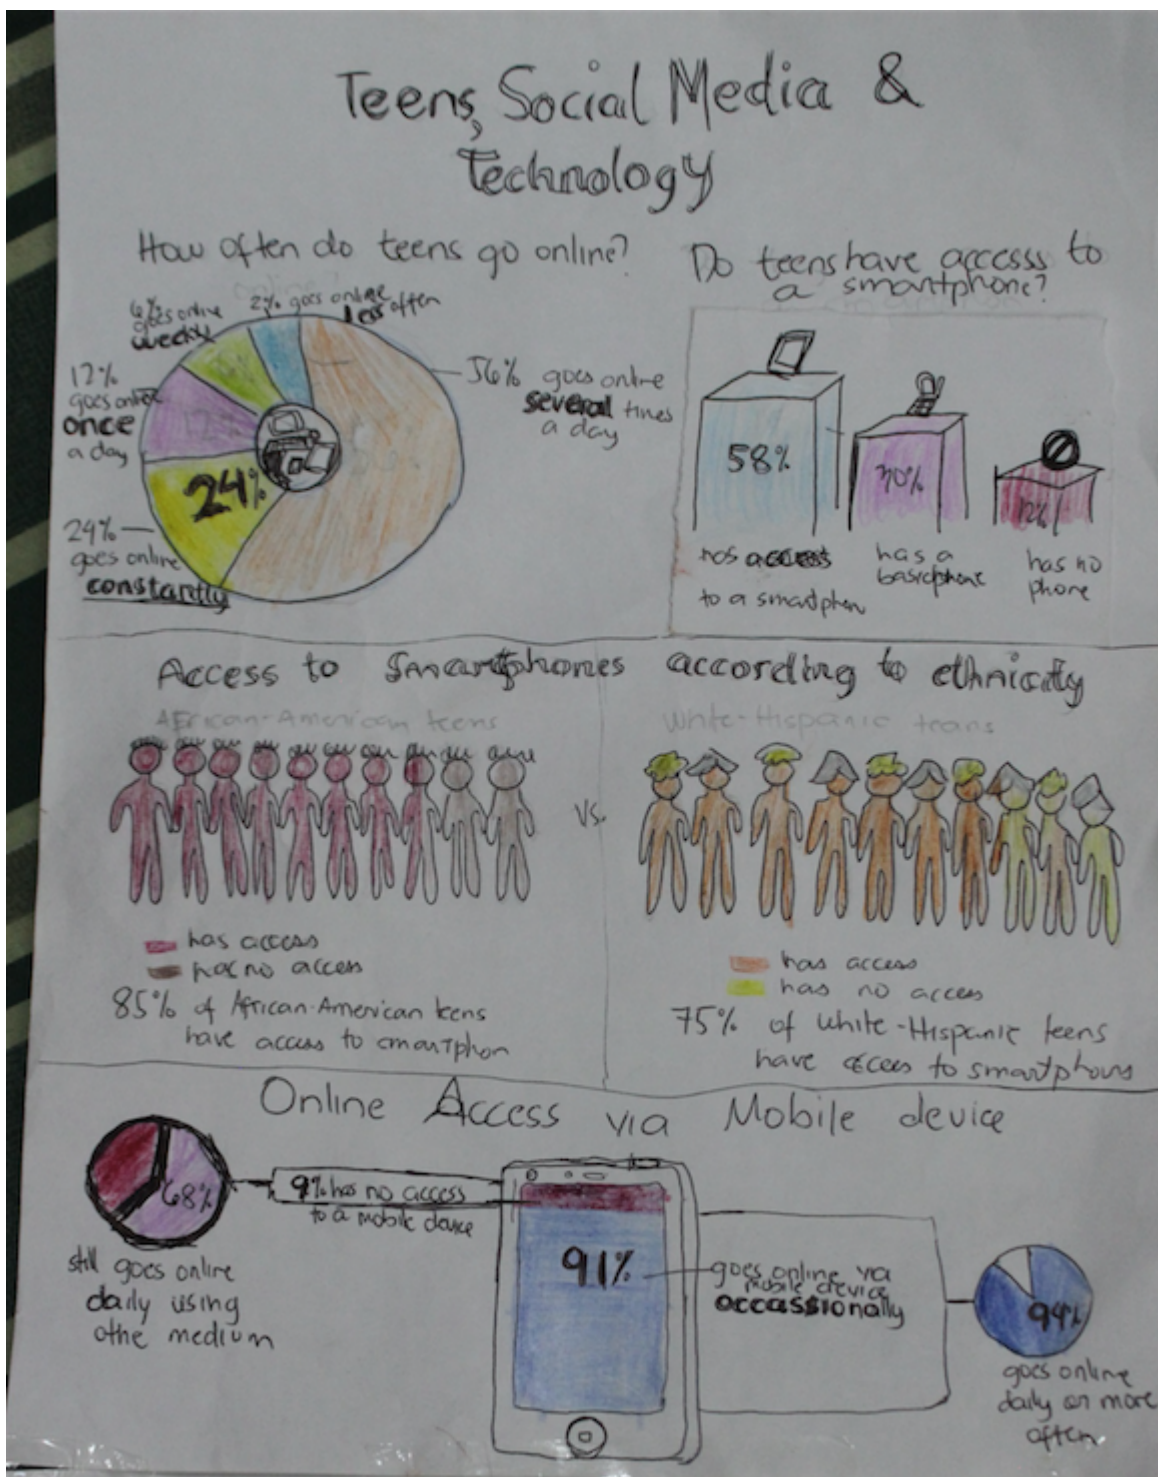 Teens, Social Media &
Technology
How often do teens go online?
6% goes online weekly
2% goes online less often
12% goes online once a day
56% goes online several times a day
24%
24% goes online constantly
Do teens have accesss to
a smartphone?
58%
30%
12%
has access
to a smartphon
has a
basicphone
has no
phone
Access to smartphones according to ethnicity
African-American teens
White-Hispanic teans
vs.
has access
has no access
85% of African-American teens
have access to smartphon
has access
has no access
75% of white-Hispanic teens
have access to smartphons
Online Access via Mobile device
68%
still goes online
daily using
othe medium
9% has no access
to a mobile device
91%
goes online via
mobile device
occassionally
94%
goes online
daily or more
often